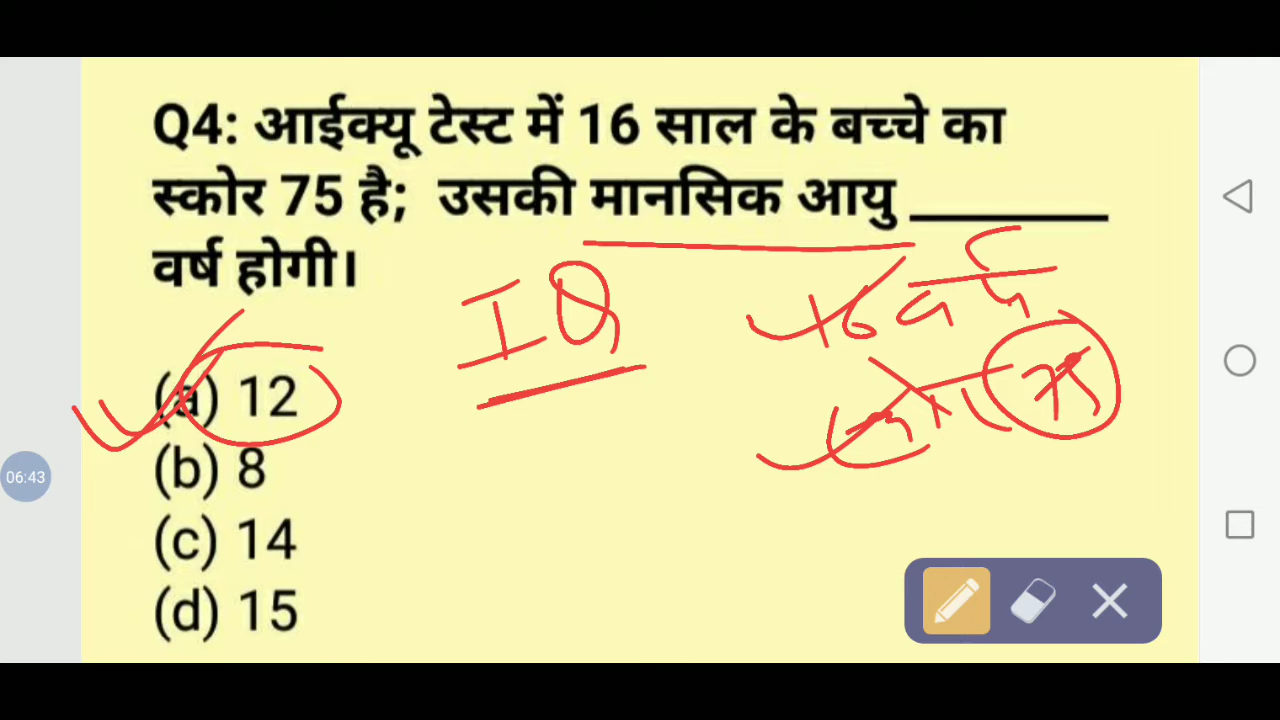 Q4: आईक्यू टेस्ट में 16 साल के बच्चे का
स्कोर 75 है; उसकी मानसिक आयु ________
वर्ष होगी।
IQ
(a) 12
(b) 8
(c) 14
(d) 15
06:43